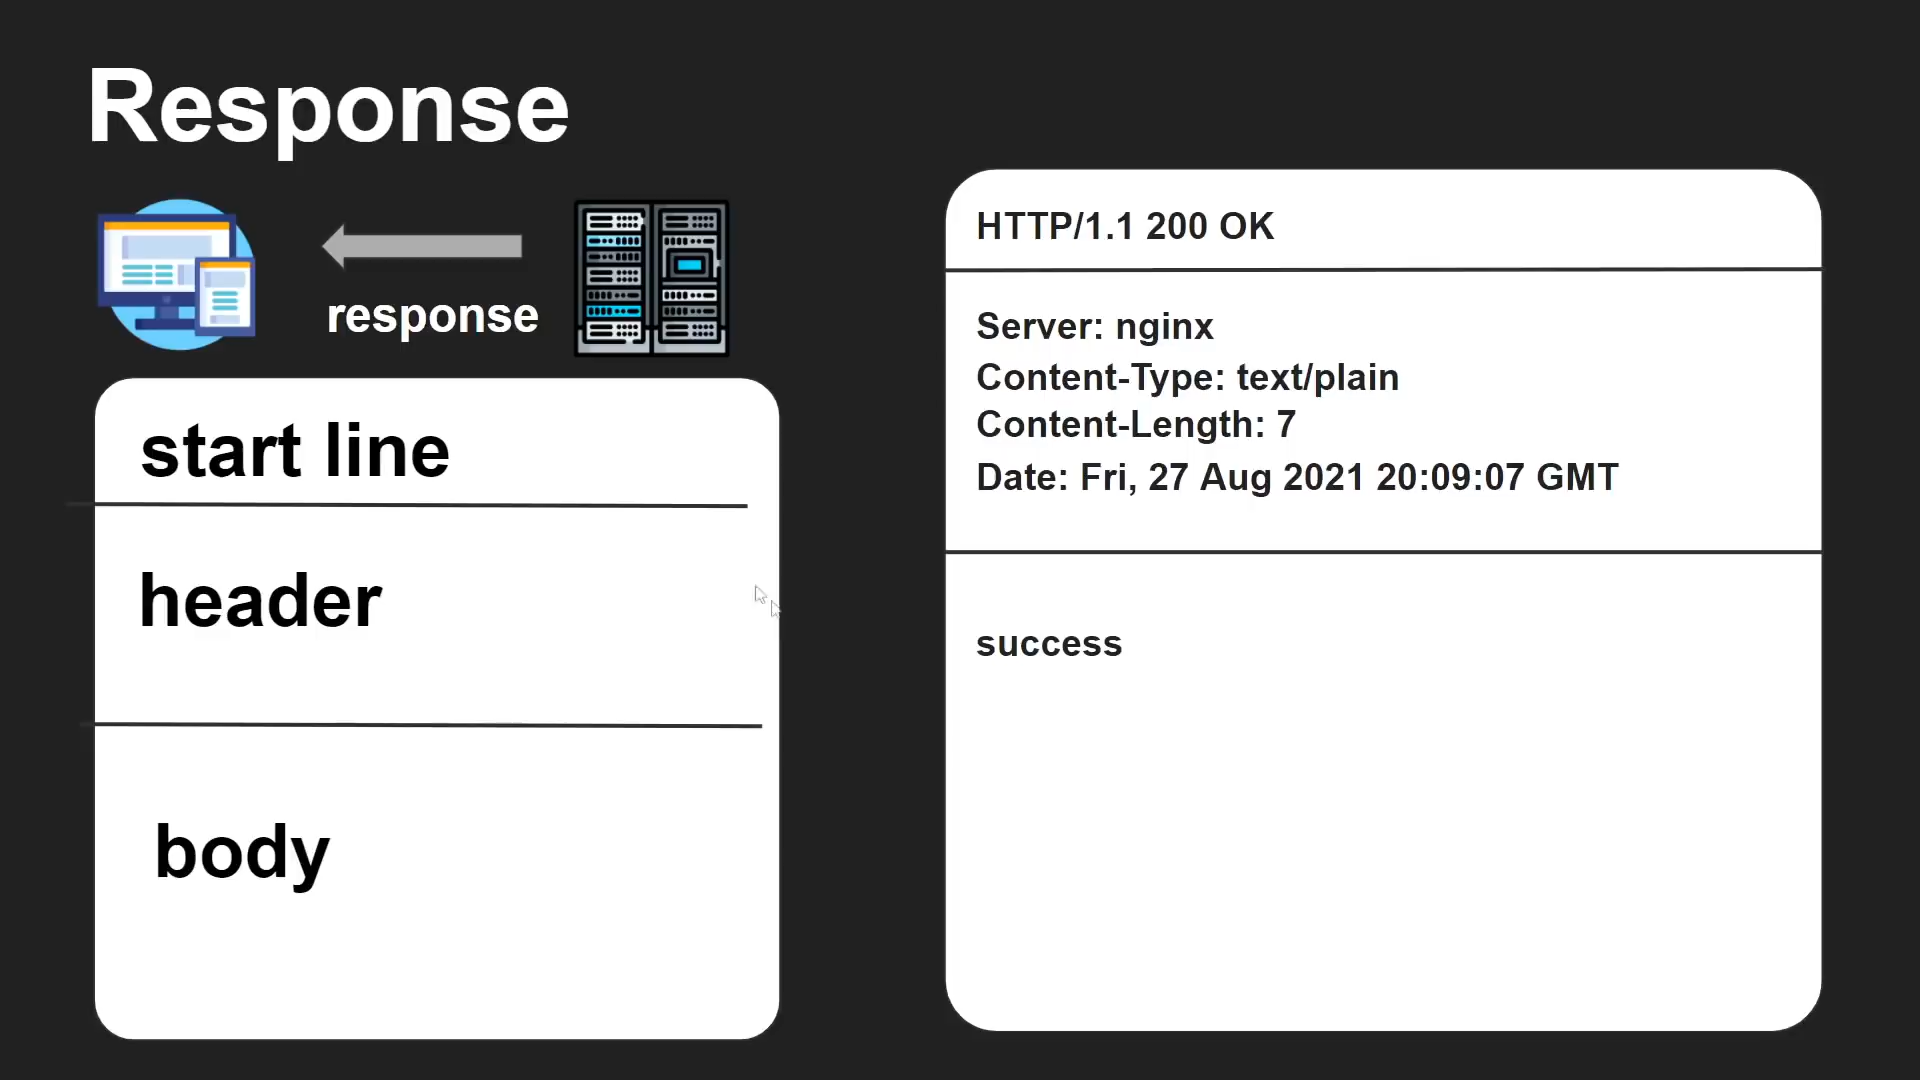 Response
response
start line
header
body
HTTP/1.1 200 OK
Server: nginx
Content-Type: text/plain
Content-Length: 7
Date: Fri, 27 Aug 2021 20:09:07 GMT
success